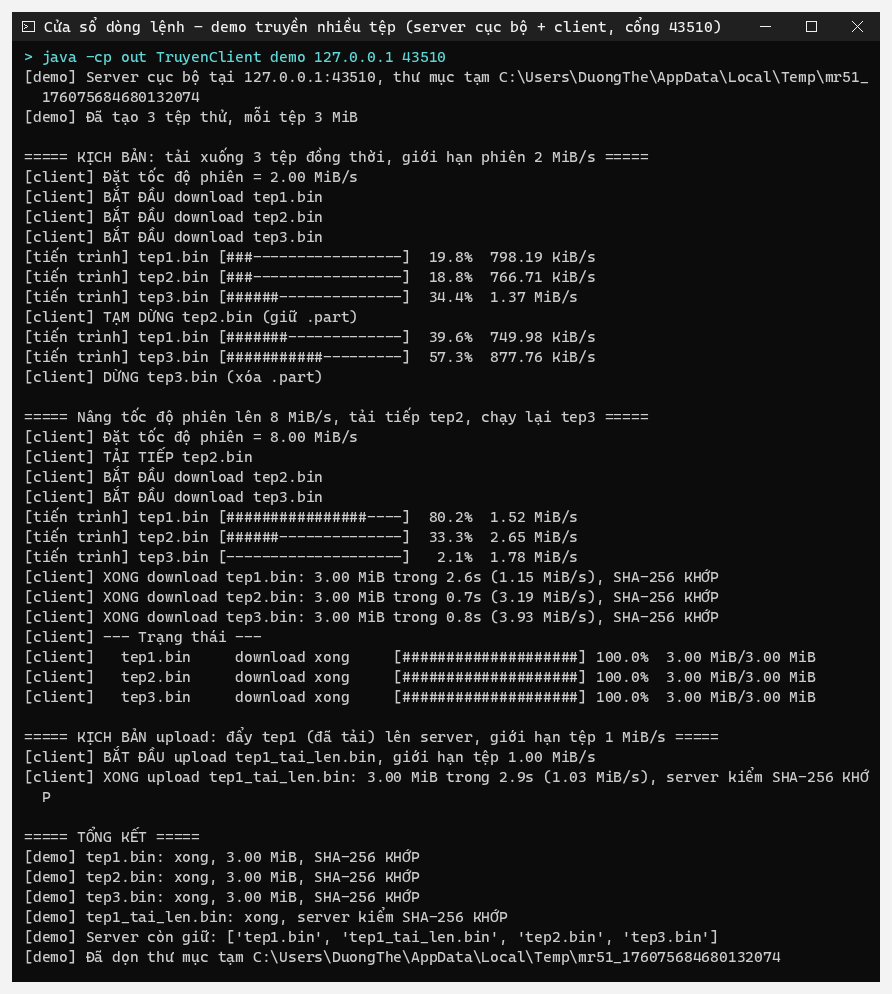 Cửa sổ dòng lệnh – demo truyền nhiều tệp (server cục bộ + client, cổng 43510)
> java -cp out TruyenClient demo 127.0.0.1 43510
[demo] Server cục bộ tại 127.0.0.1:43510, thư mục tạm C:\Users\DuongThe\AppData\Local\Temp\mr51_
176075684680132074
[demo] Đã tạo 3 tệp thử, mỗi tệp 3 MiB
===== KỊCH BẢN: tải xuống 3 tệp đồng thời, giới hạn phiên 2 MiB/s =====
[client] Đặt tốc độ phiên = 2.00 MiB/s
[client] BẮT ĐẦU download tep1.bin
[client] BẮT ĐẦU download tep2.bin
[client] BẮT ĐẦU download tep3.bin
[tiến trình] tep1.bin [###-----------------]  19.8%  798.19 KiB/s
[tiến trình] tep2.bin [###-----------------]  18.8%  766.71 KiB/s
[tiến trình] tep3.bin [######--------------]  34.4%  1.37 MiB/s
[client] TẠM DỪNG tep2.bin (giữ .part)
[tiến trình] tep1.bin [#######-------------]  39.6%  749.98 KiB/s
[tiến trình] tep3.bin [###########---------]  57.3%  877.76 KiB/s
[client] DỪNG tep3.bin (xóa .part)
===== Nâng tốc độ phiên lên 8 MiB/s, tải tiếp tep2, chạy lại tep3 =====
[client] Đặt tốc độ phiên = 8.00 MiB/s
[client] TẢI TIẾP tep2.bin
[client] BẮT ĐẦU download tep2.bin
[client] BẮT ĐẦU download tep3.bin
[tiến trình] tep1.bin [################----]  80.2%  1.52 MiB/s
[tiến trình] tep2.bin [######--------------]  33.3%  2.65 MiB/s
[tiến trình] tep3.bin [--------------------]   2.1%  1.78 MiB/s
[client] XONG download tep1.bin: 3.00 MiB trong 2.6s (1.15 MiB/s), SHA-256 KHỚP
[client] XONG download tep2.bin: 3.00 MiB trong 0.7s (3.19 MiB/s), SHA-256 KHỚP
[client] XONG download tep3.bin: 3.00 MiB trong 0.8s (3.93 MiB/s), SHA-256 KHỚP
[client] --- Trạng thái ---
[client]   tep1.bin     download xong     [####################] 100.0%  3.00 MiB/3.00 MiB
[client]   tep2.bin     download xong     [####################] 100.0%  3.00 MiB/3.00 MiB
[client]   tep3.bin     download xong     [####################] 100.0%  3.00 MiB/3.00 MiB
===== KỊCH BẢN upload: đẩy tep1 (đã tải) lên server, giới hạn tệp 1 MiB/s =====
[client] BẮT ĐẦU upload tep1_tai_len.bin, giới hạn tệp 1.00 MiB/s
[client] XONG upload tep1_tai_len.bin: 3.00 MiB trong 2.9s (1.03 MiB/s), server kiểm SHA-256 KHỚ
P
===== TỔNG KẾT =====
[demo] tep1.bin: xong, 3.00 MiB, SHA-256 KHỚP
[demo] tep2.bin: xong, 3.00 MiB, SHA-256 KHỚP
[demo] tep3.bin: xong, 3.00 MiB, SHA-256 KHỚP
[demo] tep1_tai_len.bin: xong, server kiểm SHA-256 KHỚP
[demo] Server còn giữ: ['tep1.bin', 'tep1_tai_len.bin', 'tep2.bin', 'tep3.bin']
[demo] Đã dọn thư mục tạm C:\Users\DuongThe\AppData\Local\Temp\mr51_176075684680132074